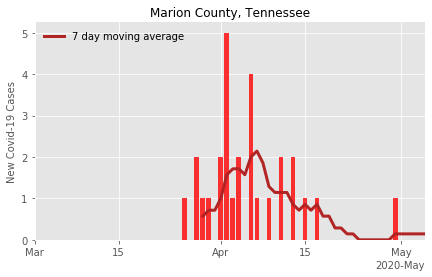 Marion County, Tennessee
7 day moving average
New Covid-19 Cases
5
4
3
2
1
0
Mar 15 Apr 15 May
2020-May